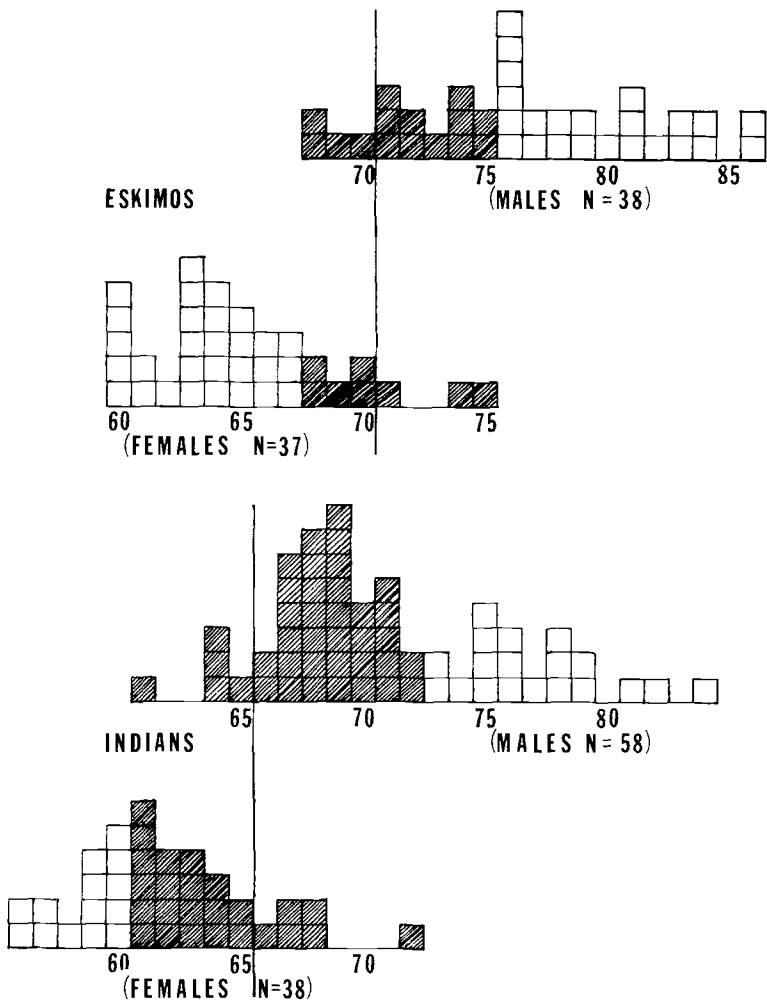 70 75 80 85
ESKIMOS (MALES N=38)
60 65 70 75
(FEMALES N=37)
65 70 75 80
INDIANS (MALES N=58)
60 65 70
(FEMALES N=38)